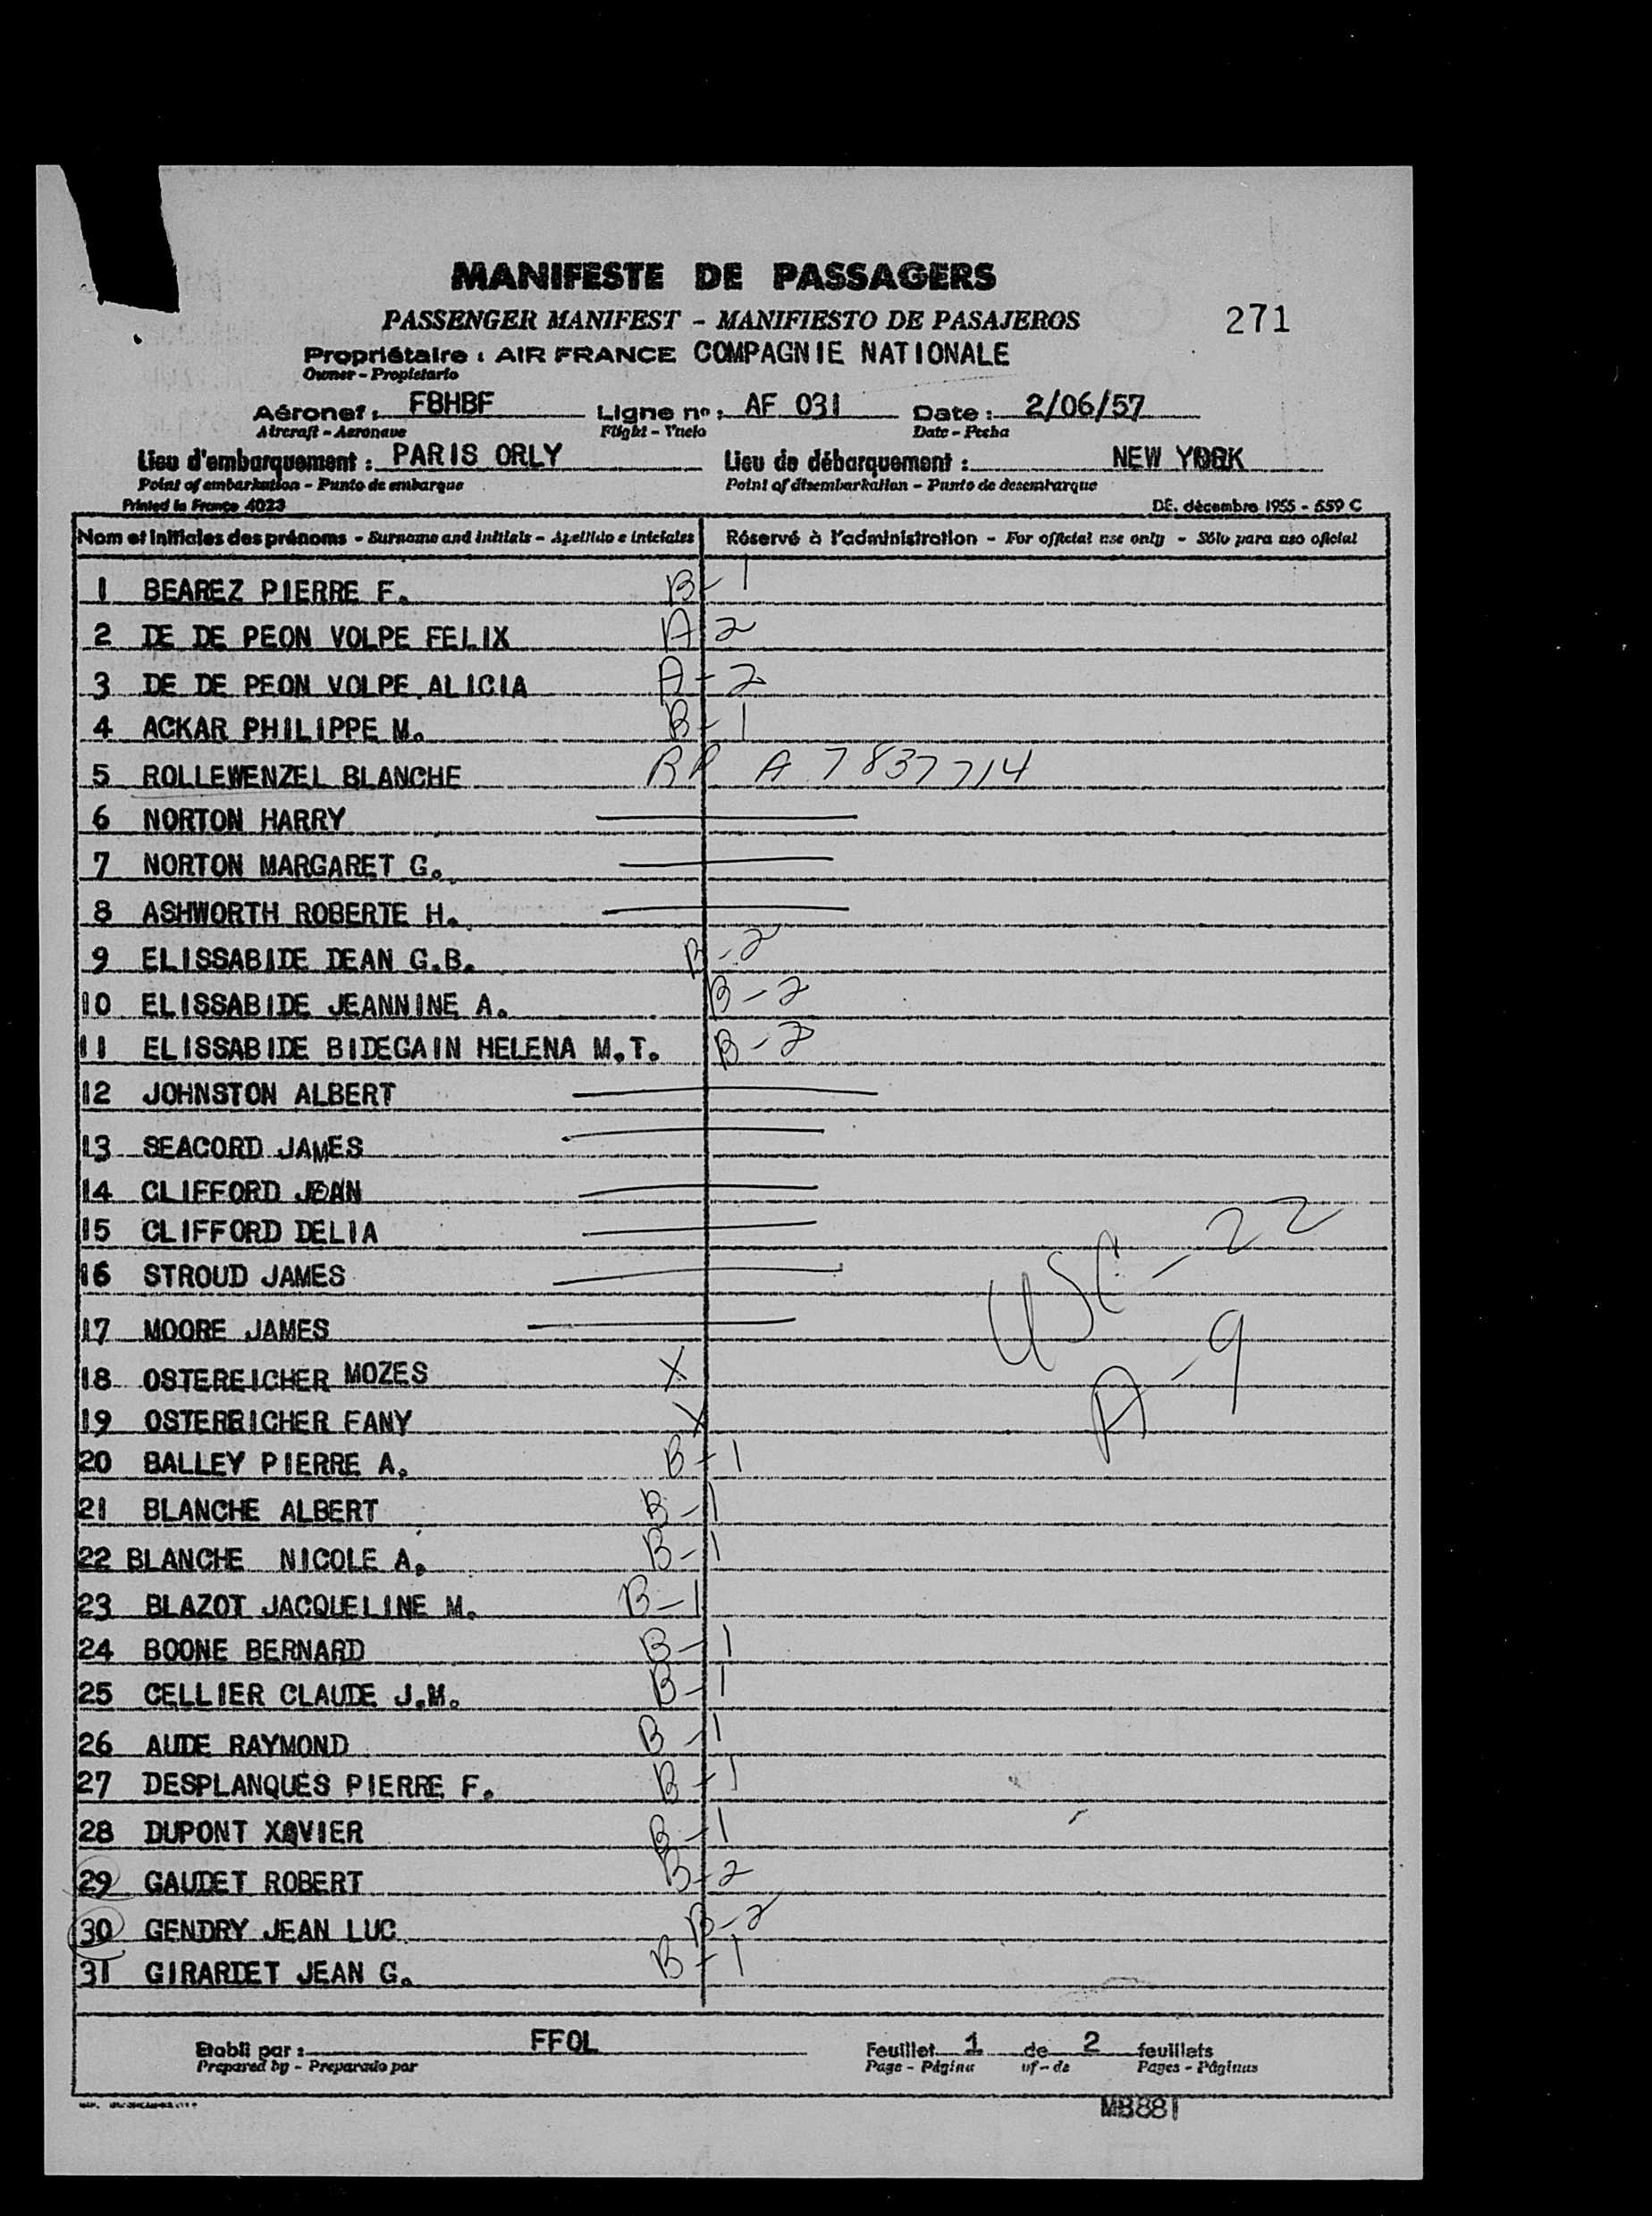 MANIFESTE DE PASSAGERS
PASSENGER MANIFEST - MANIFIESTO DE PASAJEROS
271
Propriétaire : AIR FRANCE COMPAGNIE NATIONALE
Owner - Propietario
Aéronef : FBHBF Ligne nº : AF 031 Date : 2/06/57
Aircraft - Aeronave Flight - Vuelo Date - Fecha
Lieu d'embarquement : PARIS ORLY Lieu de débarquement : NEW YORK
Point of embarkation - Punto de embarque Point of disembarkation - Punto de desembarque
Printed in France 4023 DE. décembre 1955 - 559 C
Nom et initiales des prénoms - Surname and initials - Apellido e iniciales Réservé à l'administration - For official use only - Sólo para uso oficial
1 BEAREZ PIERRE F. B-1
2 DE DE PEON VOLPE FELIX A-2
3 DE DE PEON VOLPE ALICIA A-2
4 ACKAR PHILIPPE M. B-1
5 ROLLEWENZEL BLANCHE RP A 7837714
6 NORTON HARRY
7 NORTON MARGARET G.
8 ASHWORTH ROBERTE H.
9 ELISSABIDE DEAN G.B. B-2
10 ELISSABIDE JEANNINE A. B-2
11 ELISSABIDE BIDEGAIN HELENA M.T. B-2
12 JOHNSTON ALBERT
13 SEACORD JAMES
14 CLIFFORD JEAN
15 CLIFFORD DELIA
USC-22
16 STROUD JAMES
17 MOORE JAMES
A-9
18 OSTEREICHER MOZES X
19 OSTEREICHER FANY X
20 BALLEY PIERRE A. B-1
21 BLANCHE ALBERT B-1
22 BLANCHE NICOLE A. B-1
23 BLAZOT JACQUELINE M. B-1
24 BOONE BERNARD B-1
25 CELLIER CLAUDE J.M. B-1
26 AUDE RAYMOND B-1
27 DESPLANQUES PIERRE F. B-1
28 DUPONT XAVIER B-1
29 GAUDET ROBERT B-2
30 GENDRY JEAN LUC B-2
31 GIRARDET JEAN G. B-1
Etabli par : FFOL Feuillet 1 de 2 feuillets
Prepared by - Preparado por Page - Página of - de Pages - Páginas
MB881